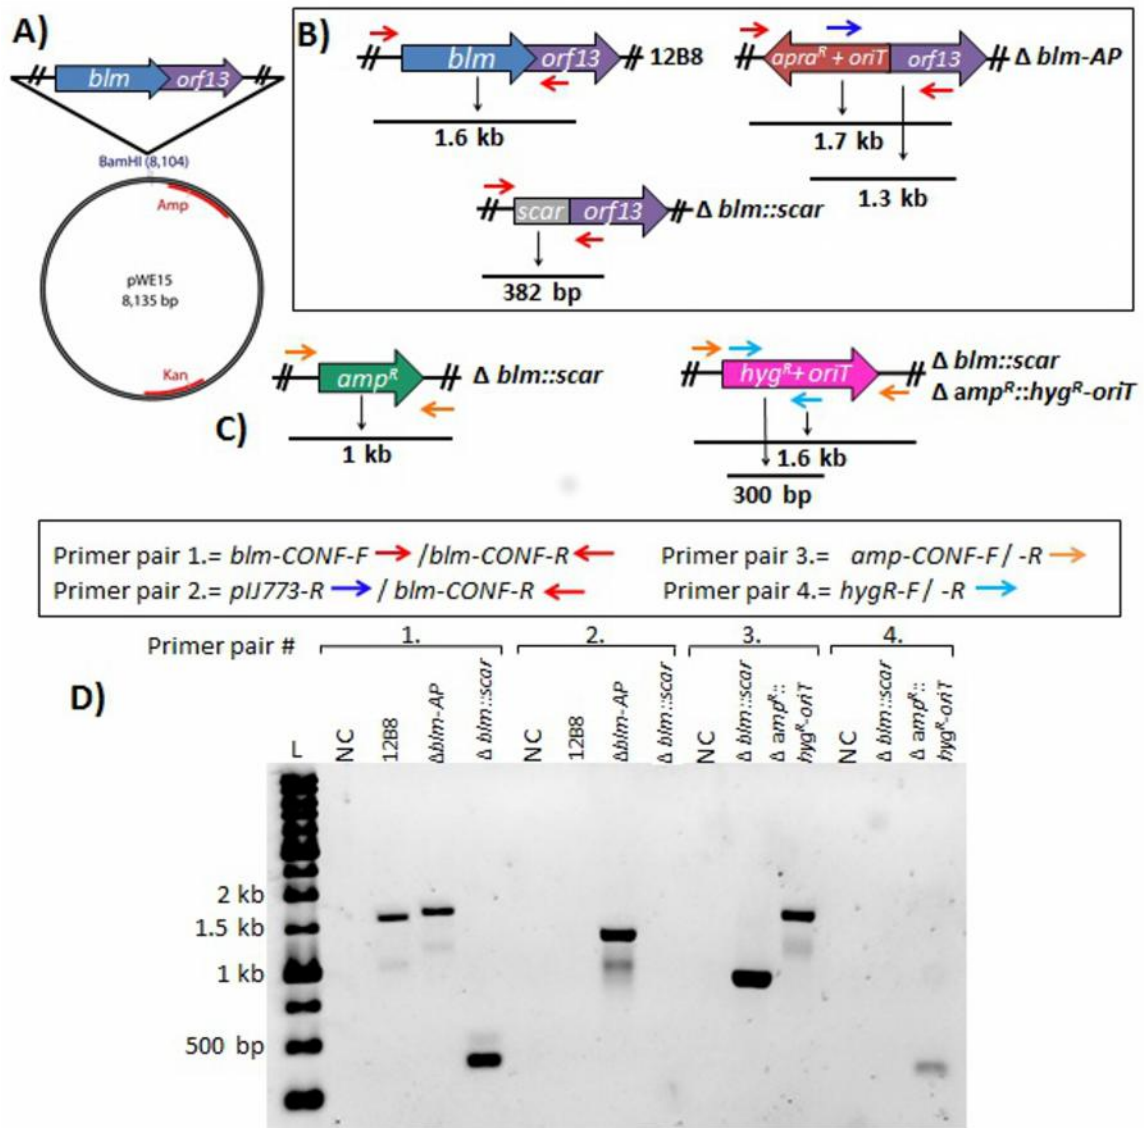 A)
blm orf13
BamHI (8,104)
Amp
pWE15
8,135 bp
Kan
B)
blm orf13 12B8
1.6 kb
apraR + oriT orf13 Δ blm-AP
1.7 kb
1.3 kb
scar orf13 Δ blm::scar
382 bp
C)
ampR Δ blm::scar
1 kb
hygR+oriT Δ blm::scar
Δ ampR::hygR-oriT
1.6 kb
300 bp
Primer pair 1.= blm-CONF-F → /blm-CONF-R ←
Primer pair 2.= pIJ773-R → / blm-CONF-R ←
Primer pair 3.= amp-CONF-F / -R →
Primer pair 4.= hygR-F / -R →
Primer pair # 1. 2. 3. 4.
D)
L
NC
12B8
Δblm-AP
Δ blm::scar
NC
12B8
Δblm-AP
Δ blm::scar
NC
Δ blm::scar
Δ ampR::
hygR-oriT
NC
Δ blm::scar
Δ ampR::
hygR-oriT
2 kb
1.5 kb
1 kb
500 bp